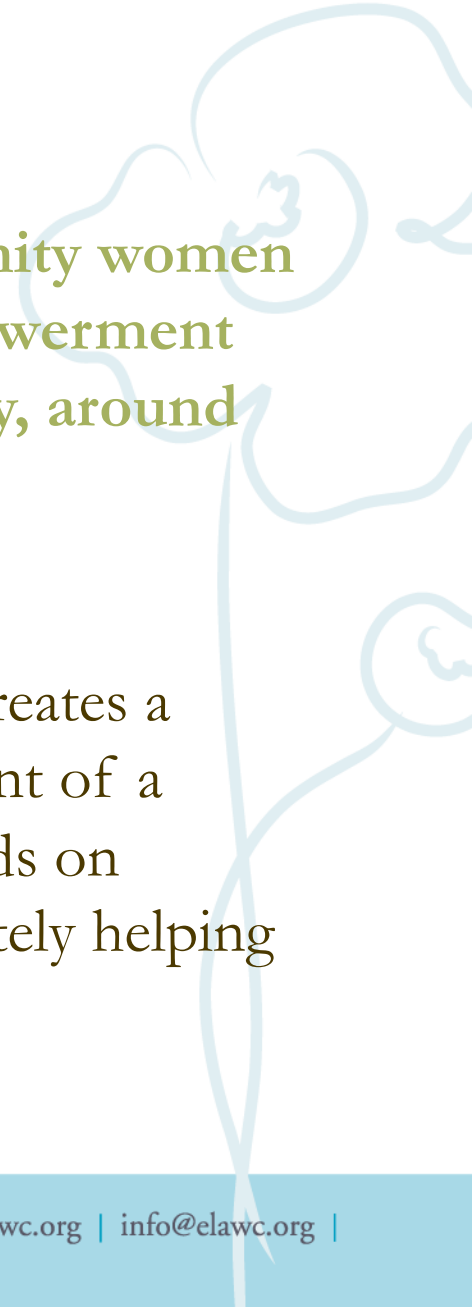 nity women
werment
y, around
reates a
nt of a
ds on
tely helping
wc.org | info@elawc.org |